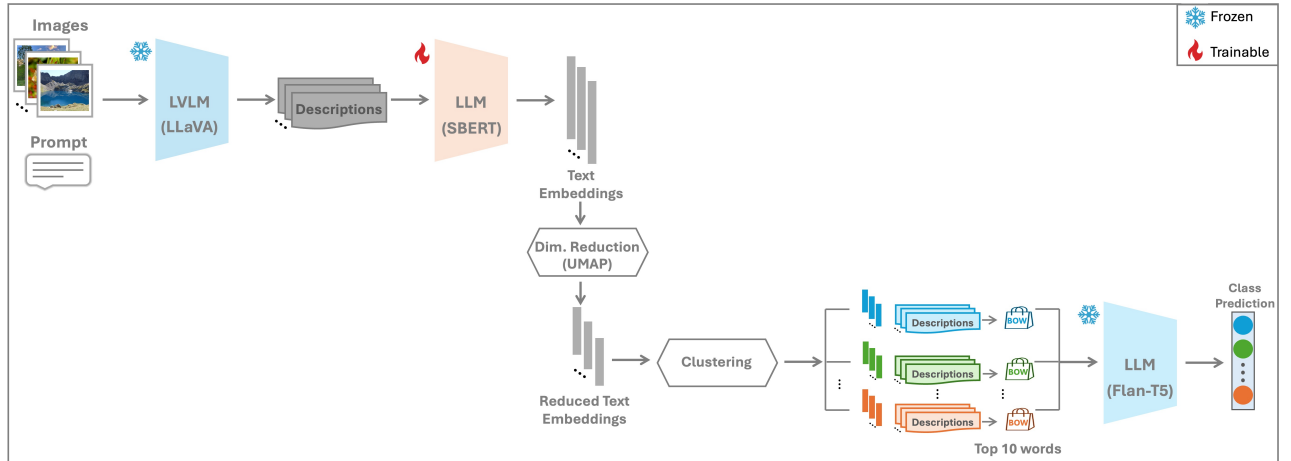 Images
Frozen
Trainable
LVLM
(LLaVA)
Descriptions
LLM
(SBERT)
Prompt
Text
Embeddings
Dim. Reduction
(UMAP)
Reduced Text
Embeddings
Clustering
Descriptions
BOW
Descriptions
BOW
Descriptions
BOW
Top 10 words
LLM
(Flan-T5)
Class
Prediction